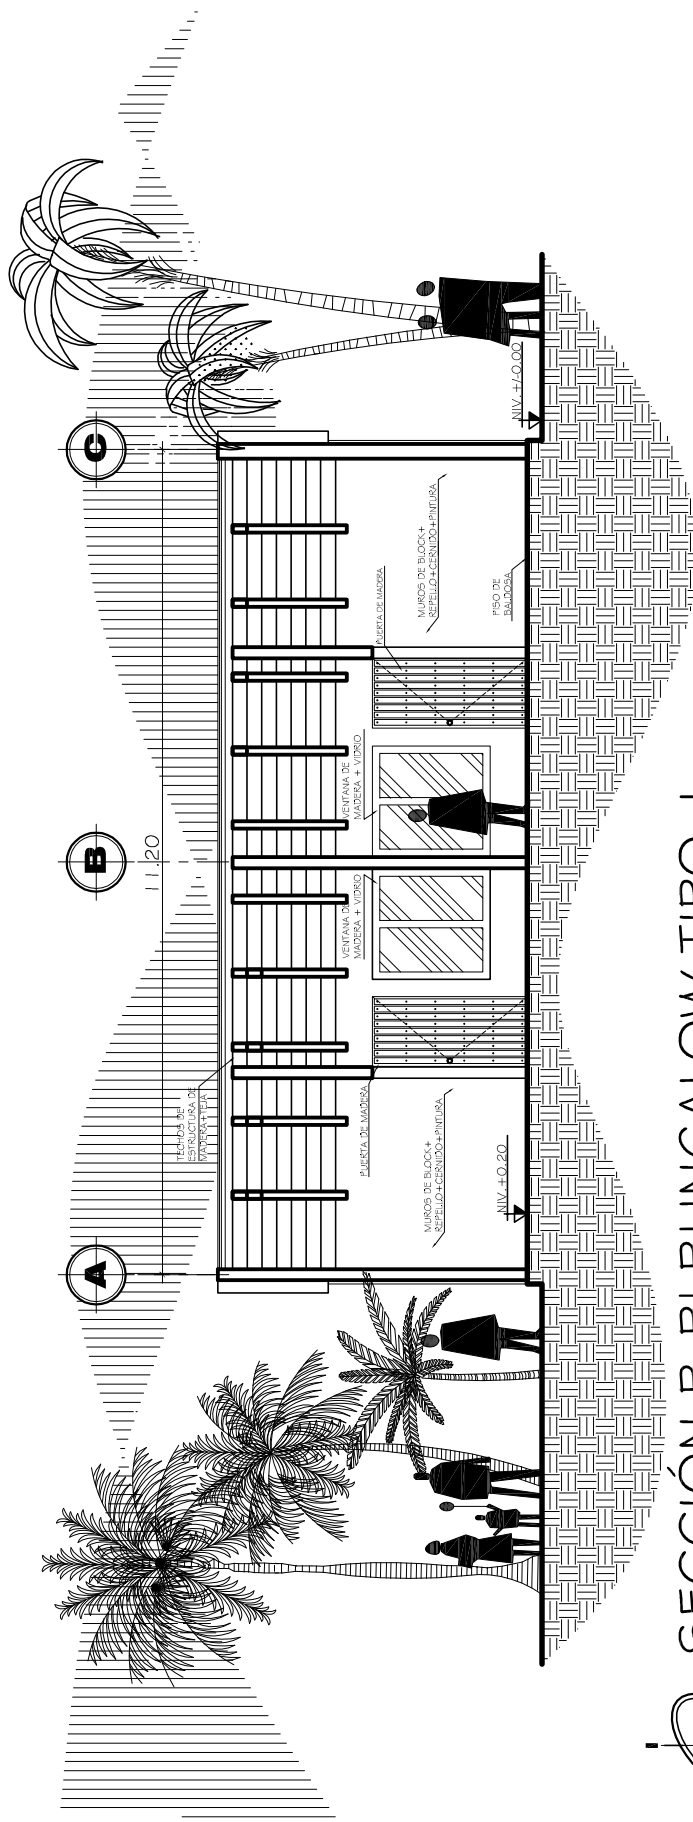 A
B
C
11.20
TECHOS DE
ESTRUCTURA DE
MADERA+TEJA
VENTANA DE
MADERA + VIDRIO
VENTANA DE
MADERA + VIDRIO
PUERTA DE MADERA
PUERTA DE MADERA
MUROS DE BLOCK+
REPELLO+CERNIDO+PINTURA
MUROS DE BLOCK+
REPELLO+CERNIDO+PINTURA
PISO DE
BALDOSA
NIV. +0.20
NIV. +/-0.00
SECCIÓN B-B' BUNGALOW TIPO